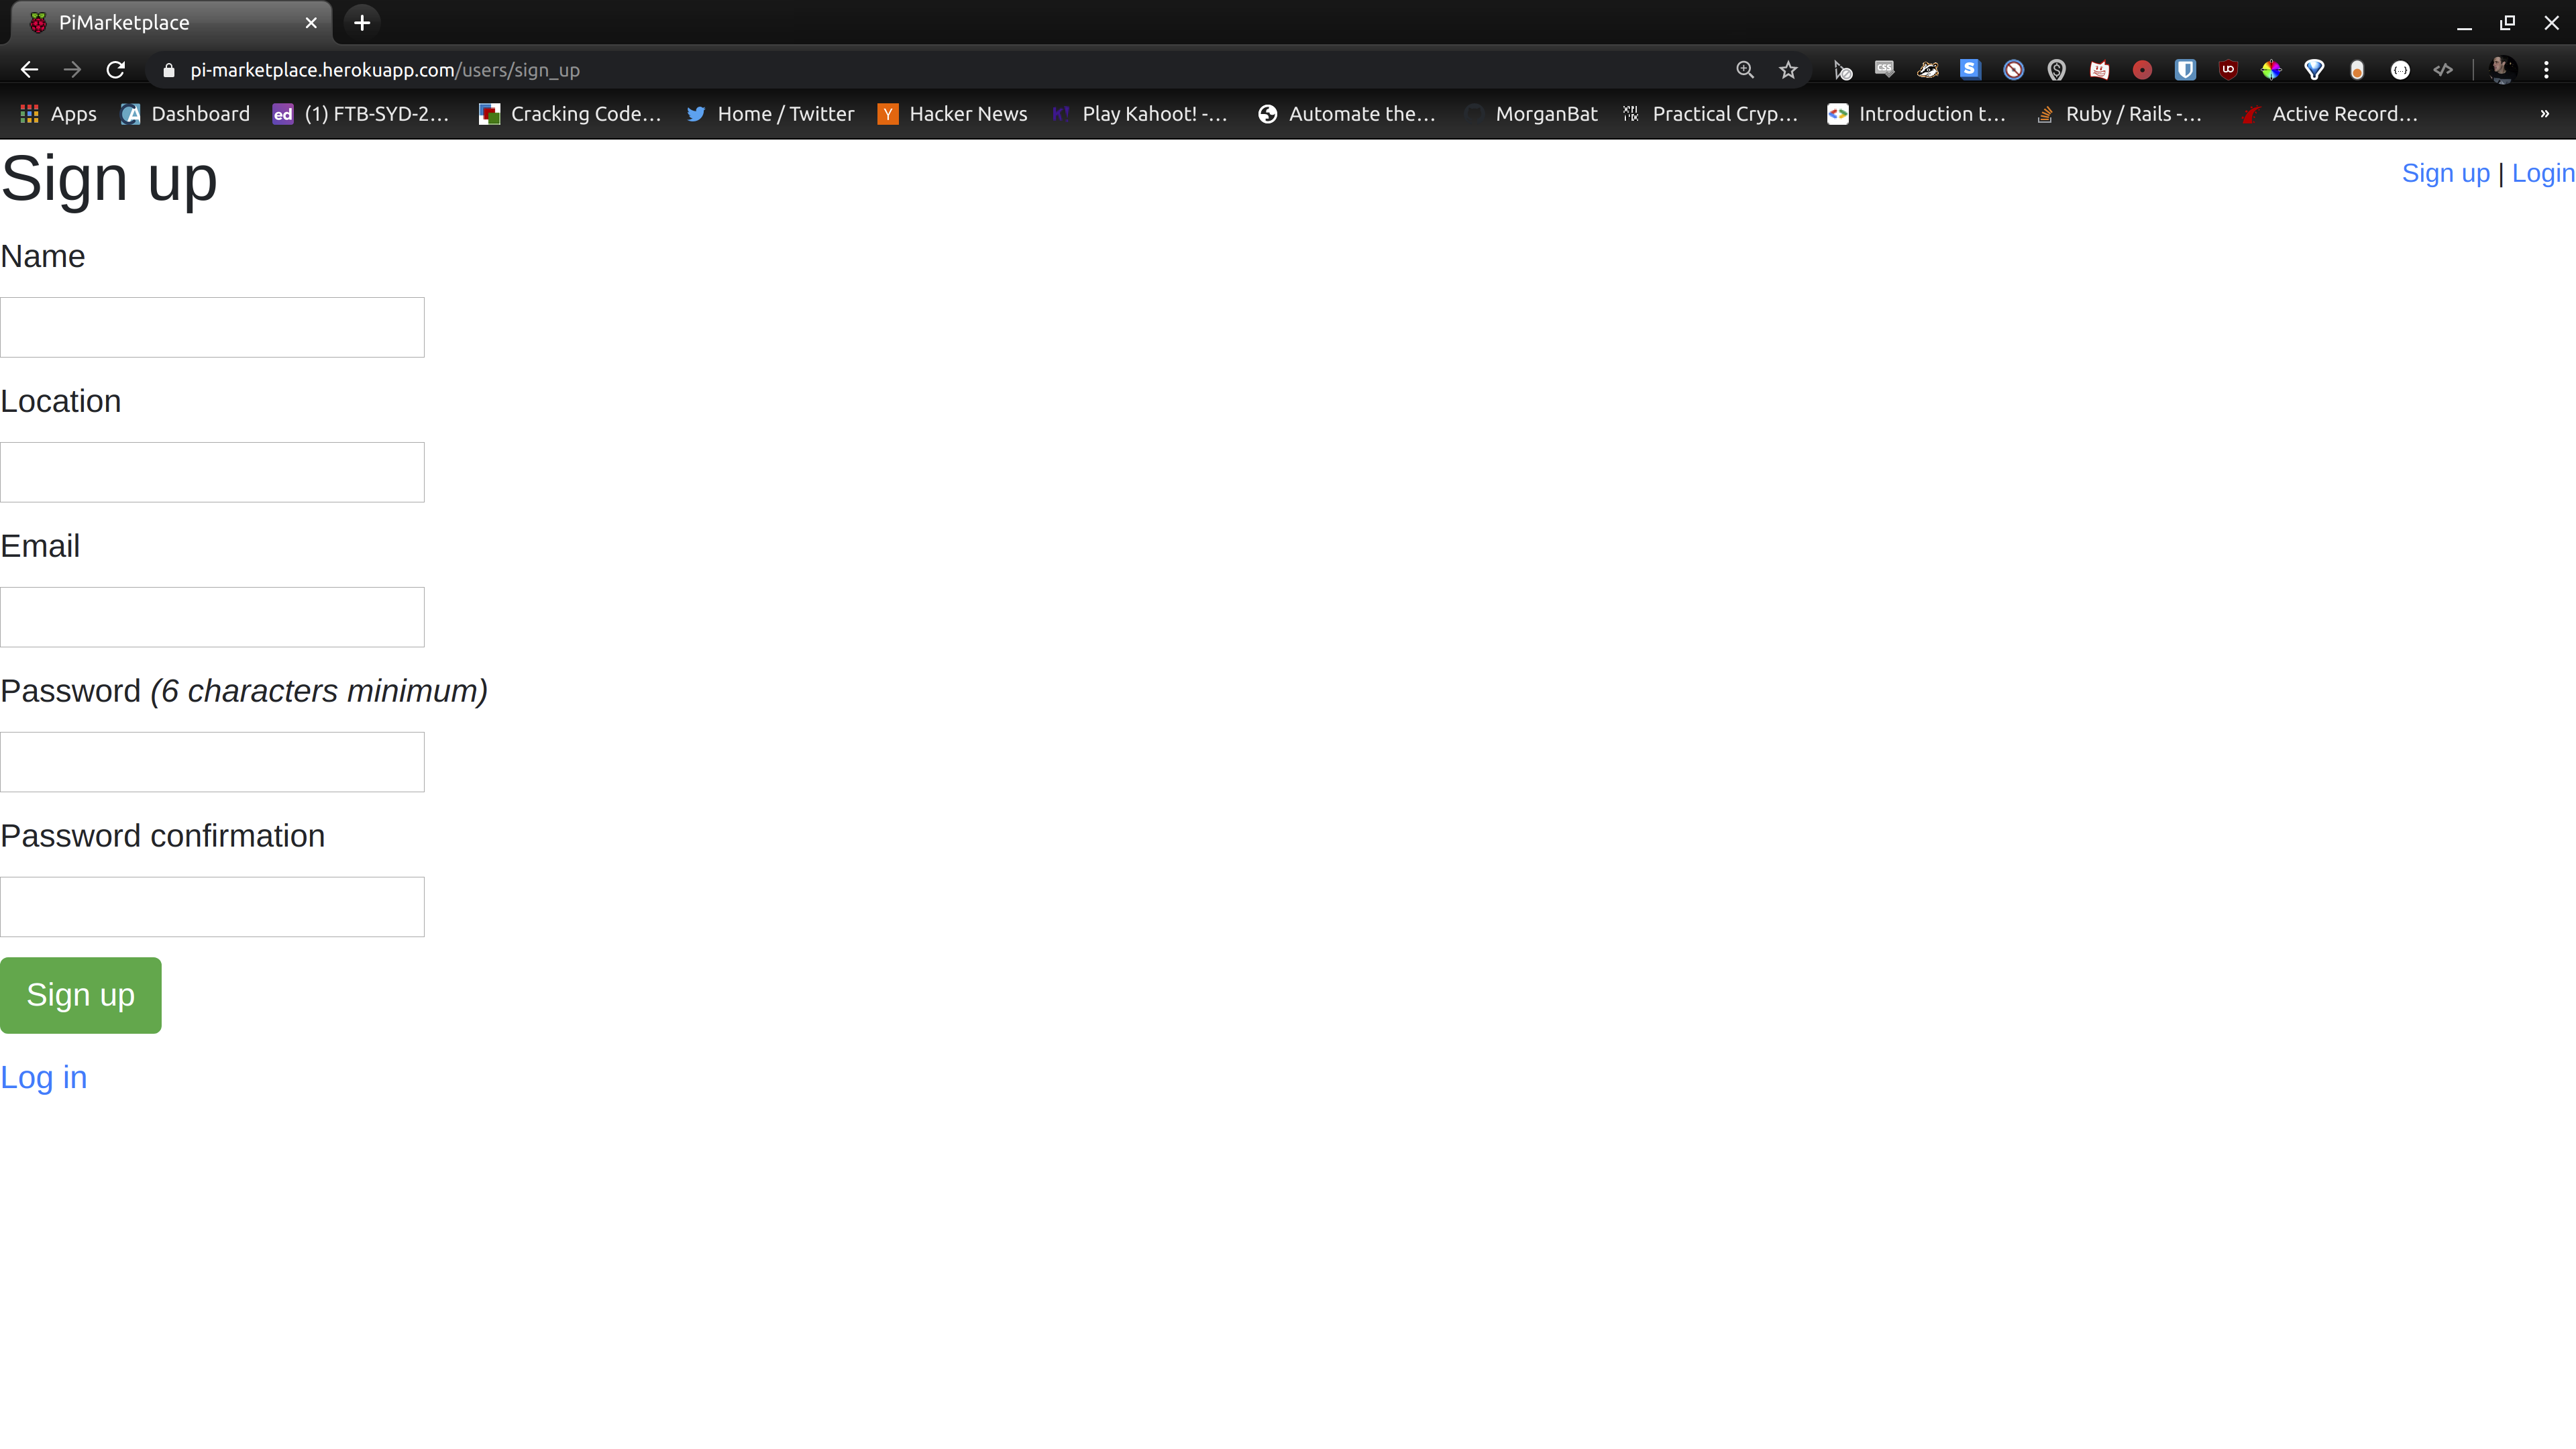 PiMarketplace
pi-marketplace.herokuapp.com/users/sign_up
Apps
Dashboard
ed (1) FTB-SYD-2...
Cracking Code...
Home / Twitter
Y Hacker News
K! Play Kahoot! -...
Automate the...
MorganBat
Practical Cryp...
Introduction t...
Ruby / Rails -...
Active Record...
»
Sign up
Sign up | Login
Name
Location
Email
Password (6 characters minimum)
Password confirmation
Sign up
Log in